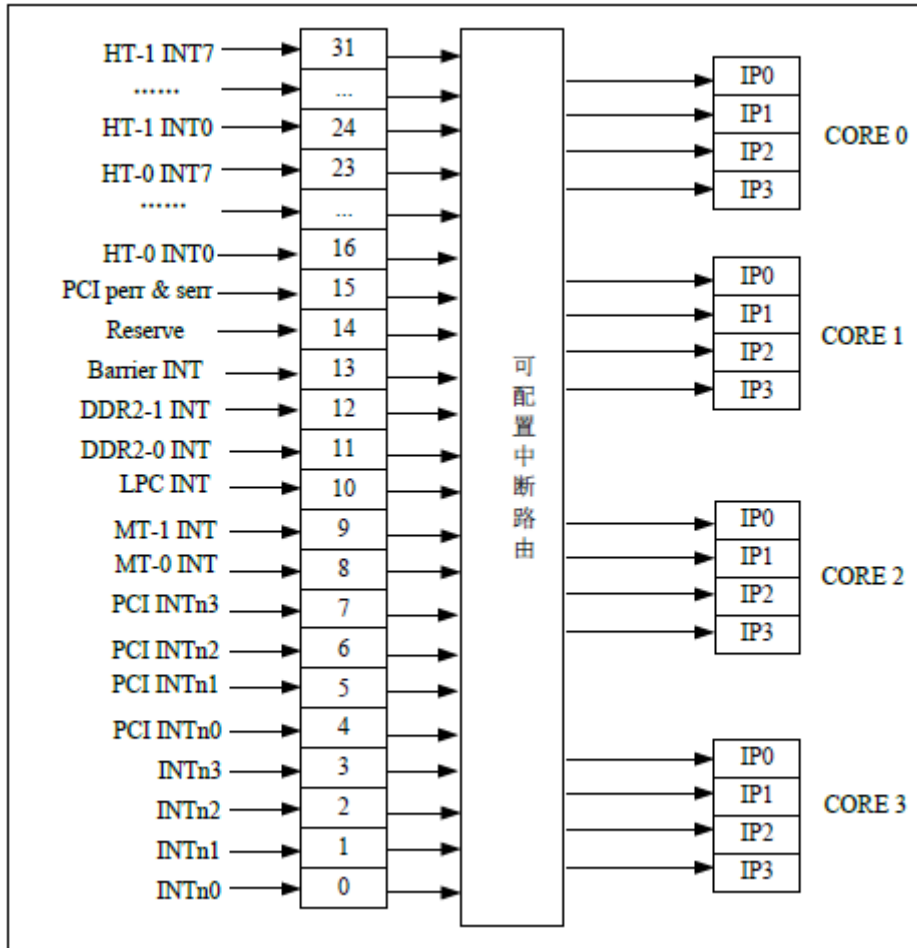 HT-1 INT7
31
......
...
HT-1 INT0
24
HT-0 INT7
23
......
...
HT-0 INT0
16
PCI perr & serr
15
Reserve
14
Barrier INT
13
DDR2-1 INT
12
DDR2-0 INT
11
LPC INT
10
MT-1 INT
9
MT-0 INT
8
PCI INTn3
7
PCI INTn2
6
PCI INTn1
5
PCI INTn0
4
INTn3
3
INTn2
2
INTn1
1
INTn0
0
可
配
置
中
断
路
由
IP0
IP1
IP2
IP3
CORE 0
IP0
IP1
IP2
IP3
CORE 1
IP0
IP1
IP2
IP3
CORE 2
IP0
IP1
IP2
IP3
CORE 3